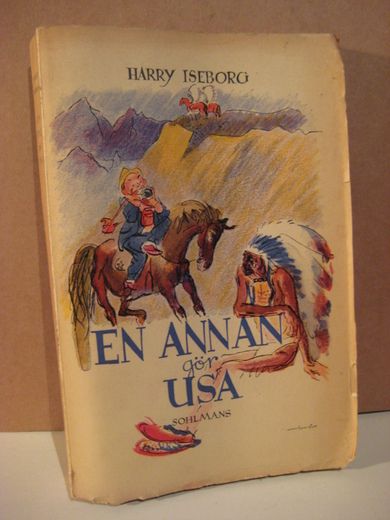 HARRY ISEBORG
EN ANNAN
gör
USA
SOHLMANS